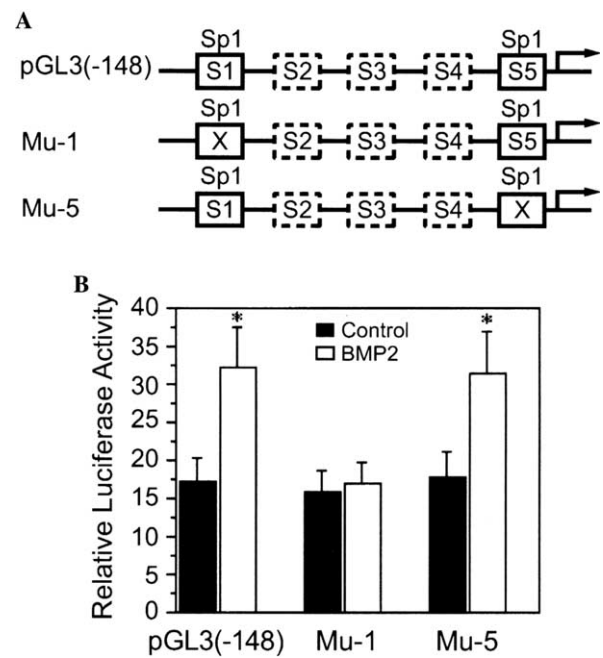 A
Sp1 Sp1
pGL3(-148) S1 S2 S3 S4 S5
Sp1 Sp1
Mu-1 X S2 S3 S4 S5
Sp1 Sp1
Mu-5 S1 S2 S3 S4 X
B
Relative Luciferase Activity
40
35
30
25
20
15
10
5
0
* *
Control
BMP2
pGL3(-148) Mu-1 Mu-5